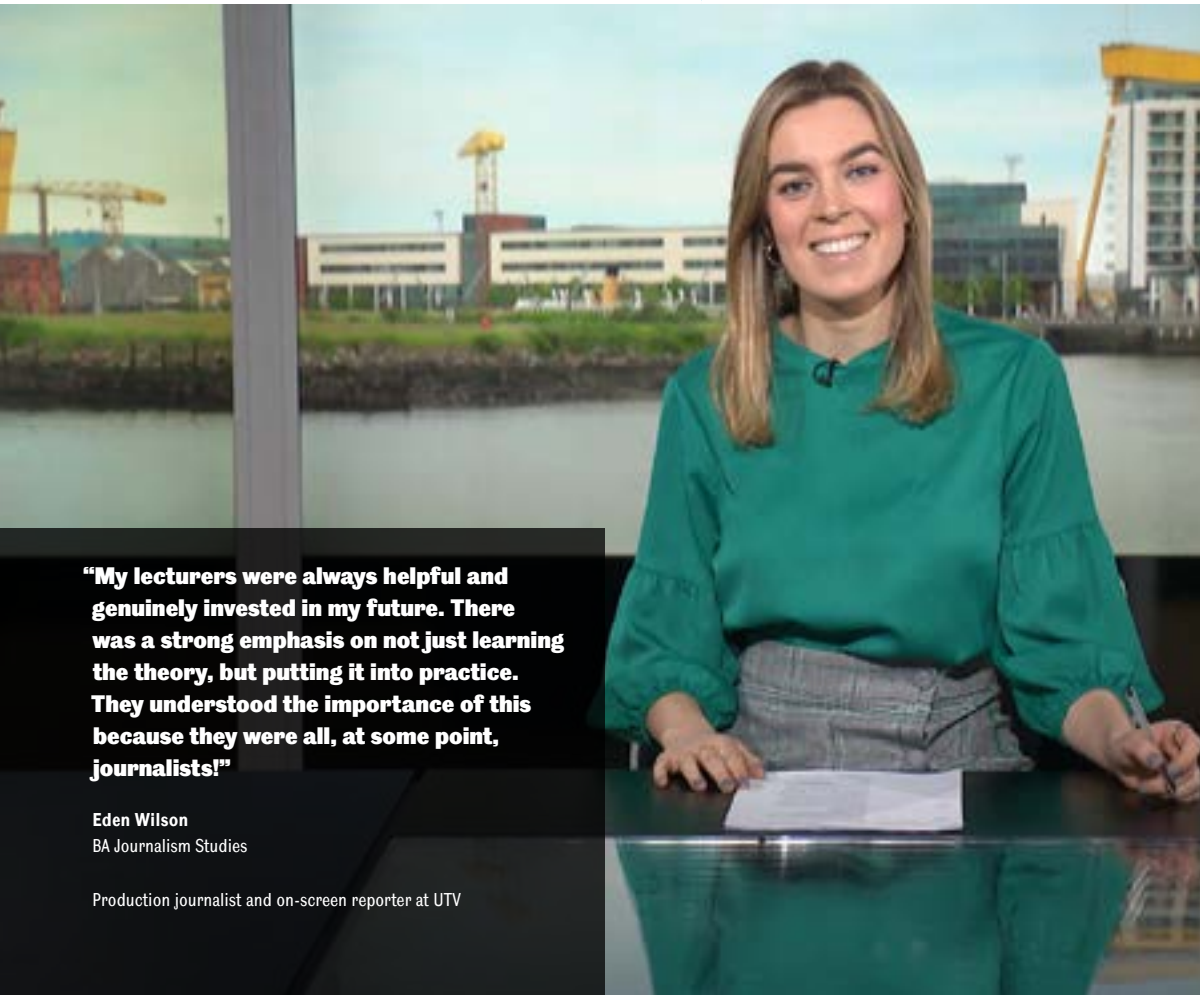 “My lecturers were always helpful and
genuinely invested in my future. There
was a strong emphasis on not just learning
the theory, but putting it into practice.
They understood the importance of this
because they were all, at some point,
journalists!”
Eden Wilson
BA Journalism Studies
Production journalist and on-screen reporter at UTV